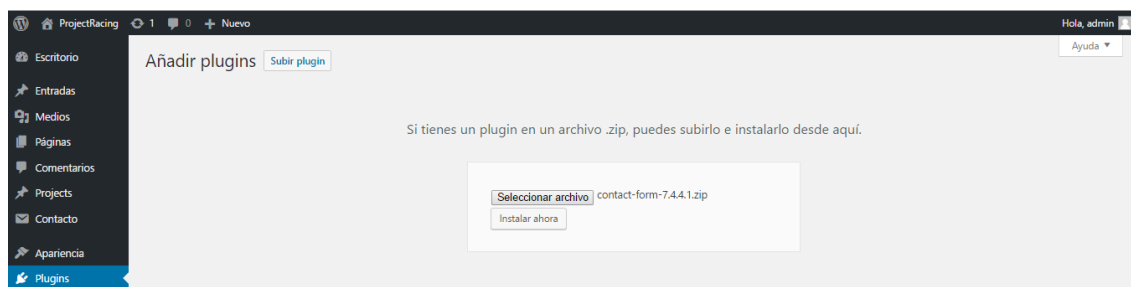 ProjectRacing 1 0 + Nuevo Hola, admin
Ayuda ▼
Escritorio
Entradas
Medios
Páginas
Comentarios
Projects
Contacto
Apariencia
Plugins
Añadir plugins Subir plugin
Si tienes un plugin en un archivo .zip, puedes subirlo e instalarlo desde aquí.
Seleccionar archivo contact-form-7.4.4.1.zip
Instalar ahora